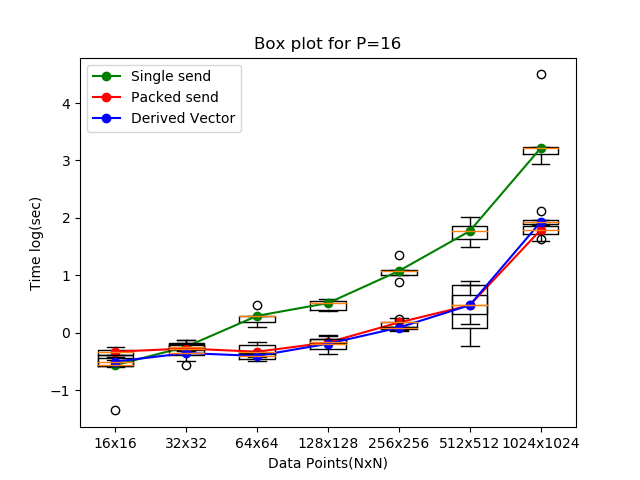 Box plot for P=16
Single send
Packed send
Derived Vector
Time log(sec)
4
3
2
1
0
−1
16x16 32x32 64x64 128x128 256x256 512x512 1024x1024
Data Points(NxN)